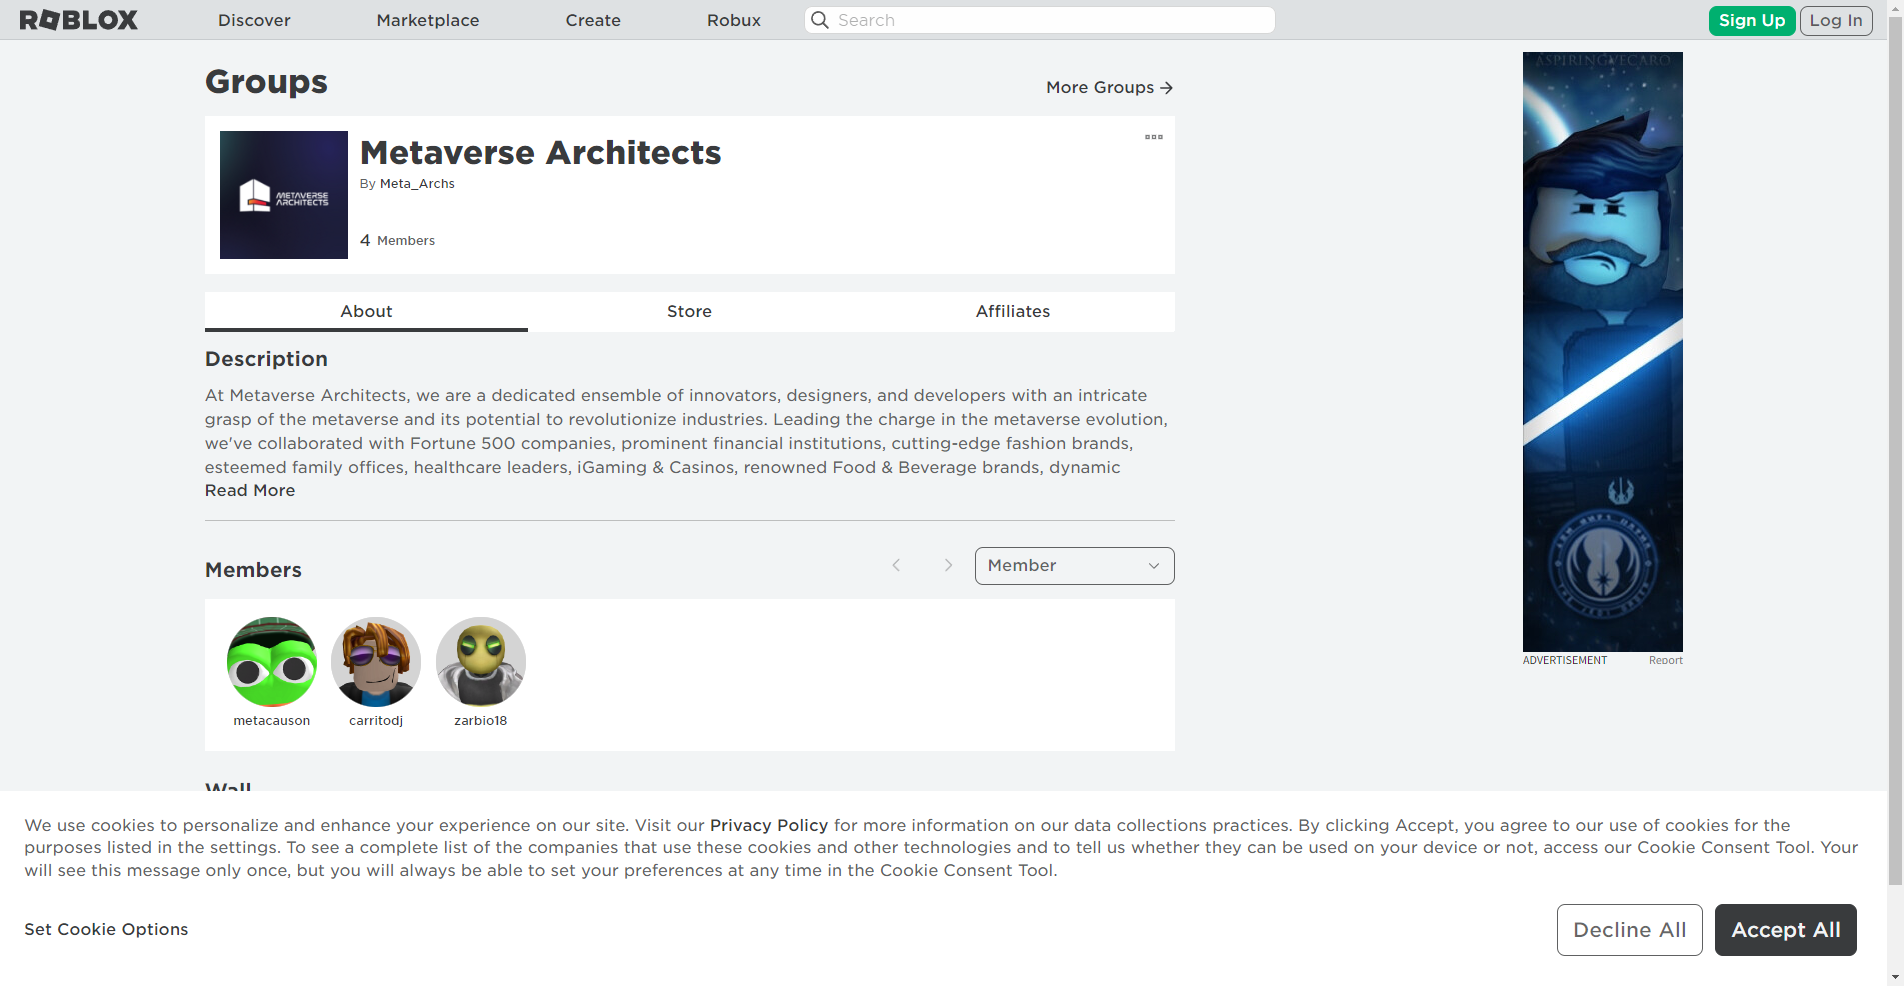 ROBLOX
Discover
Marketplace
Create
Robux
Search
Sign Up
Log In
Groups
More Groups
METAVERSE
ARCHITECTS
Metaverse Architects
By Meta_Archs
4 Members
About
Store
Affiliates
Description
At Metaverse Architects, we are a dedicated ensemble of innovators, designers, and developers with an intricate
grasp of the metaverse and its potential to revolutionize industries. Leading the charge in the metaverse evolution,
we've collaborated with Fortune 500 companies, prominent financial institutions, cutting-edge fashion brands,
esteemed family offices, healthcare leaders, iGaming & Casinos, renowned Food & Beverage brands, dynamic
Read More
Members
Member
metacauson
carritodj
zarbio18
Wall
ASPIRINGVECARO
THE JEDI ORDER
ADVERTISEMENT
Report
We use cookies to personalize and enhance your experience on our site. Visit our Privacy Policy for more information on our data collections practices. By clicking Accept, you agree to our use of cookies for the
purposes listed in the settings. To see a complete list of the companies that use these cookies and other technologies and to tell us whether they can be used on your device or not, access our Cookie Consent Tool. Your
will see this message only once, but you will always be able to set your preferences at any time in the Cookie Consent Tool.
Set Cookie Options
Decline All
Accept All